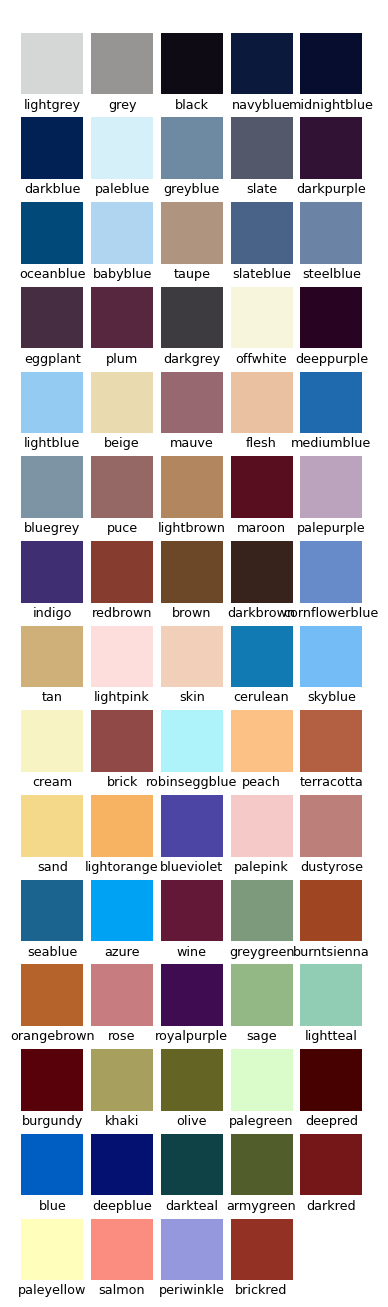 lightgrey grey black navyblue midnightblue
darkblue paleblue greyblue slate darkpurple
oceanblue babyblue taupe slateblue steelblue
eggplant plum darkgrey offwhite deeppurple
lightblue beige mauve flesh mediumblue
bluegrey puce lightbrown maroon palepurple
indigo redbrown brown darkbrown cornflowerblue
tan lightpink skin cerulean skyblue
cream brick robinseggblue peach terracotta
sand lightorange blueviolet palepink dustyrose
seablue azure wine greygreen burntsienna
orangebrown rose royalpurple sage lightteal
burgundy khaki olive palegreen deepred
blue deepblue darkteal armygreen darkred
paleyellow salmon periwinkle brickred